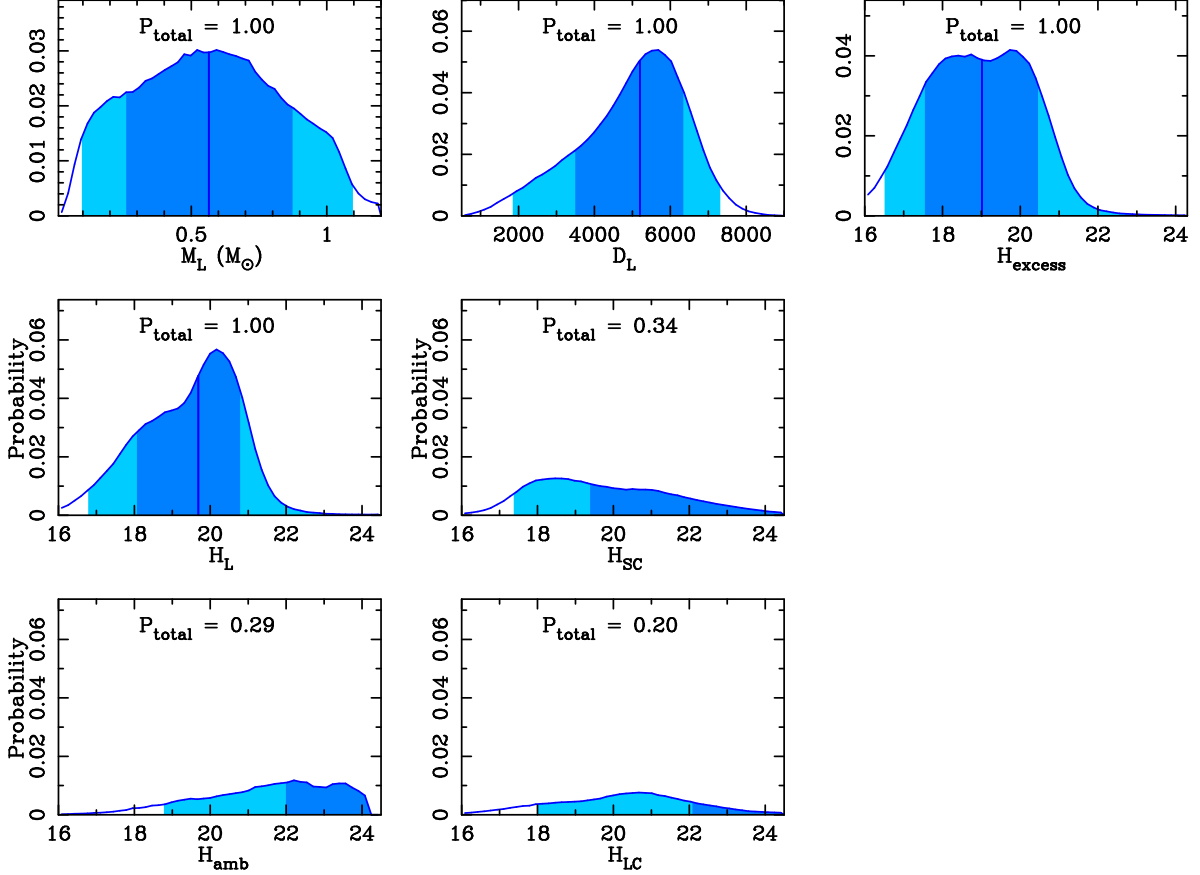 P_total = 1.00
0 0.01 0.02 0.03
0.5 1
M_L (M_⊙)
P_total = 1.00
0 0.02 0.04
2000 4000 6000 8000
D_L
P_total = 1.00
0 0.02 0.04
16 18 20 22 24
H_excess
P_total = 1.00
Probability
0 0.02 0.04 0.06
16 18 20 22 24
H_L
P_total = 0.34
Probability
0 0.02 0.04 0.06
16 18 20 22 24
H_SC
P_total = 0.29
Probability
0 0.02 0.04 0.06
16 18 20 22 24
H_amb
P_total = 0.20
0 0.02 0.04 0.06
16 18 20 22 24
H_LC